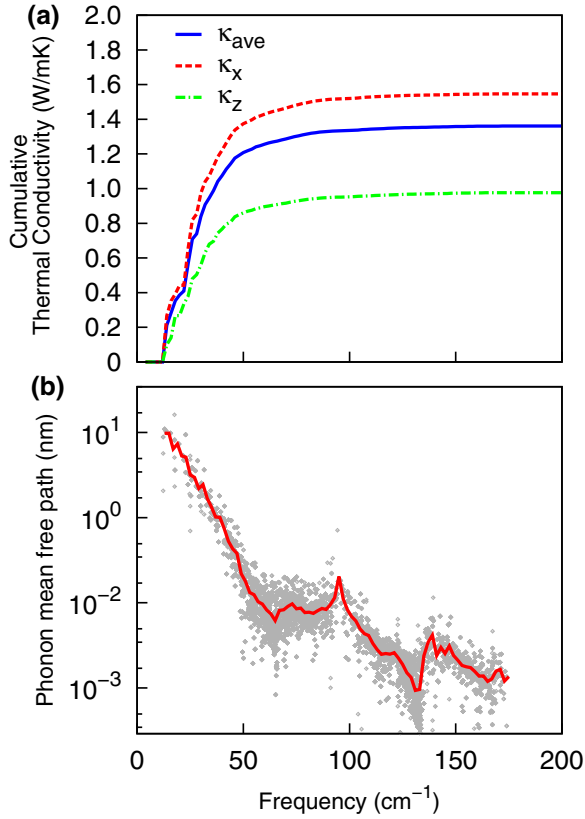 (a)
2.0
1.8
1.6
1.4
1.2
1.0
0.8
0.6
0.4
0.2
0
Cumulative
Thermal Conductivity (W/mK)
κave
κx
κz
(b)
10¹
10⁰
10⁻²
10⁻³
Phonon mean free path (nm)
0 50 100 150 200
Frequency (cm⁻¹)